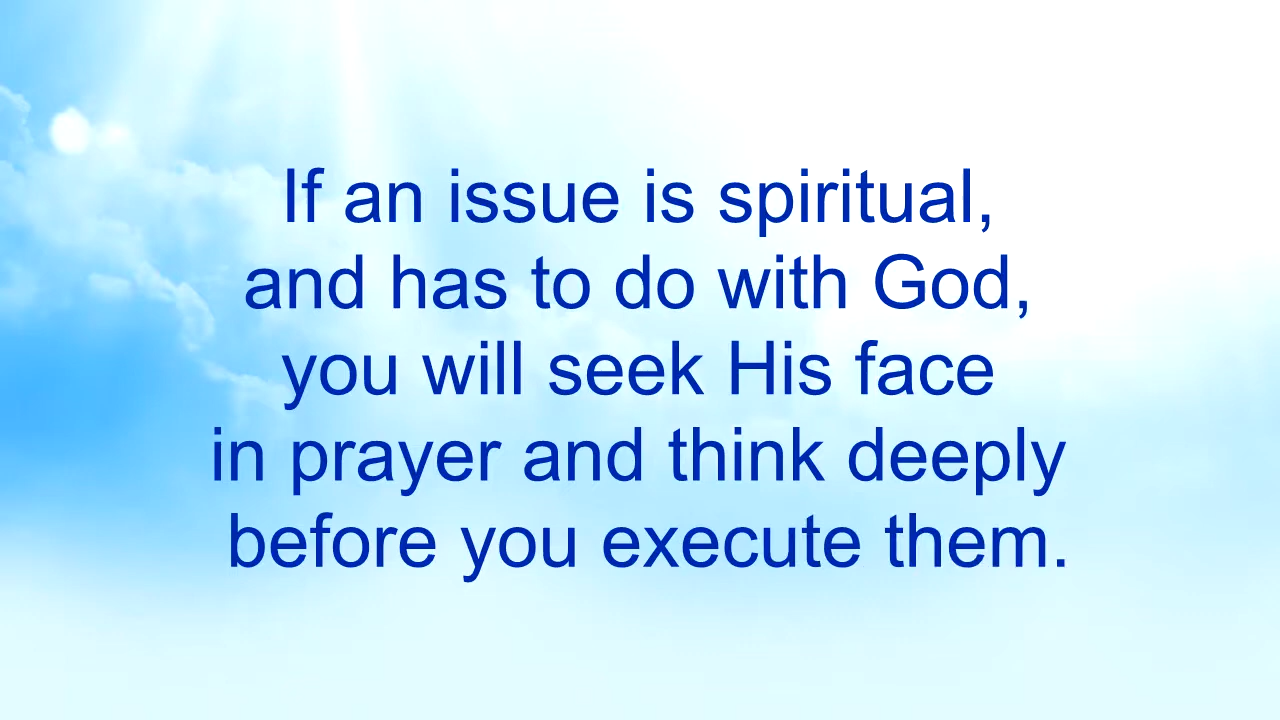 If an issue is spiritual,
and has to do with God,
you will seek His face
in prayer and think deeply
before you execute them.